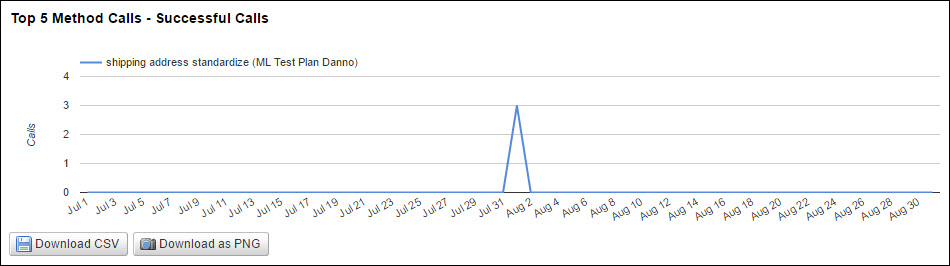 Top 5 Method Calls - Successful Calls
shipping address standardize (ML Test Plan Danno)
4
3
2
1
0
Calls
Jul 1 Jul 3 Jul 5 Jul 7 Jul 9 Jul 11 Jul 13 Jul 15 Jul 17 Jul 19 Jul 21 Jul 23 Jul 25 Jul 27 Jul 29 Jul 31 Aug 2 Aug 4 Aug 6 Aug 8 Aug 10 Aug 12 Aug 14 Aug 16 Aug 18 Aug 20 Aug 22 Aug 24 Aug 26 Aug 28 Aug 30
Download CSV Download as PNG